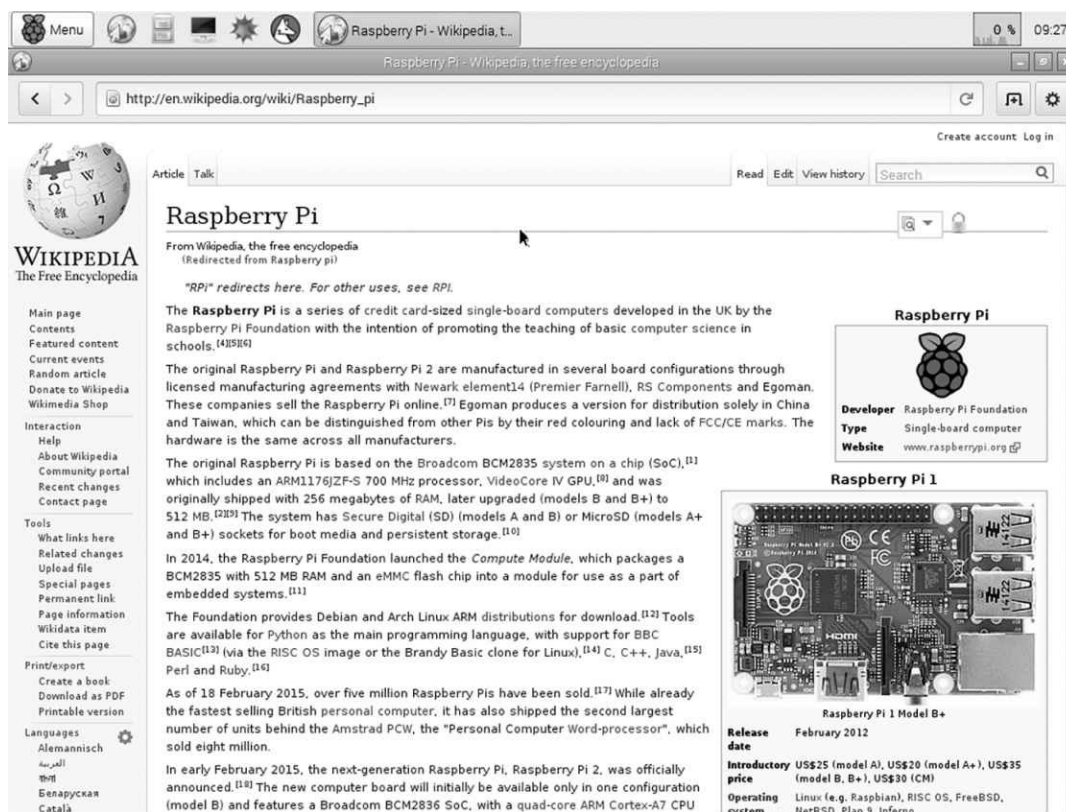 Menu
Raspberry Pi - Wikipedia, t...
0 %
09:27
Raspberry Pi - Wikipedia, the free encyclopedia
http://en.wikipedia.org/wiki/Raspberry_pi
Create account Log in
Article Talk
Read Edit View history Search
WIKIPEDIA
The Free Encyclopedia
Main page
Contents
Featured content
Current events
Random article
Donate to Wikipedia
Wikimedia Shop
Interaction
Help
About Wikipedia
Community portal
Recent changes
Contact page
Tools
What links here
Related changes
Upload file
Special pages
Permanent link
Page information
Wikidata item
Cite this page
Print/export
Create a book
Download as PDF
Printable version
Languages
Alemannisch
العربية
বাংলা
Беларуская
Català
Raspberry Pi
From Wikipedia, the free encyclopedia
(Redirected from Raspberry pi)
"RPi" redirects here. For other uses, see RPI.
The Raspberry Pi is a series of credit card-sized single-board computers developed in the UK by the
Raspberry Pi Foundation with the intention of promoting the teaching of basic computer science in
schools.[4][5][6]
The original Raspberry Pi and Raspberry Pi 2 are manufactured in several board configurations through
licensed manufacturing agreements with Newark element14 (Premier Farnell), RS Components and Egoman.
These companies sell the Raspberry Pi online.[7] Egoman produces a version for distribution solely in China
and Taiwan, which can be distinguished from other Pis by their red colouring and lack of FCC/CE marks. The
hardware is the same across all manufacturers.
The original Raspberry Pi is based on the Broadcom BCM2835 system on a chip (SoC),[1]
which includes an ARM1176JZF-S 700 MHz processor, VideoCore IV GPU,[8] and was
originally shipped with 256 megabytes of RAM, later upgraded (models B and B+) to
512 MB.[2][9] The system has Secure Digital (SD) (models A and B) or MicroSD (models A+
and B+) sockets for boot media and persistent storage.[10]
In 2014, the Raspberry Pi Foundation launched the Compute Module, which packages a
BCM2835 with 512 MB RAM and an eMMC flash chip into a module for use as a part of
embedded systems.[11]
The Foundation provides Debian and Arch Linux ARM distributions for download.[12] Tools
are available for Python as the main programming language, with support for BBC
BASIC[13] (via the RISC OS image or the Brandy Basic clone for Linux),[14] C, C++, Java,[15]
Perl and Ruby.[16]
As of 18 February 2015, over five million Raspberry Pis have been sold.[17] While already
the fastest selling British personal computer, it has also shipped the second largest
number of units behind the Amstrad PCW, the "Personal Computer Word-processor", which
sold eight million.
In early February 2015, the next-generation Raspberry Pi, Raspberry Pi 2, was officially
announced.[18] The new computer board will initially be available only in one configuration
(model B) and features a Broadcom BCM2836 SoC, with a quad-core ARM Cortex-A7 CPU
Raspberry Pi
Developer Raspberry Pi Foundation
Type Single-board computer
Website www.raspberrypi.org
Raspberry Pi 1
CE
FC
HDMI
14122
14122
Raspberry Pi 1 Model B+
Release February 2012
date
Introductory US$25 (model A), US$20 (model A+), US$35
price (model B, B+), US$30 (CM)
Operating Linux (e.g. Raspbian), RISC OS, FreeBSD,
system NetBSD, Plan 9, Inferno,